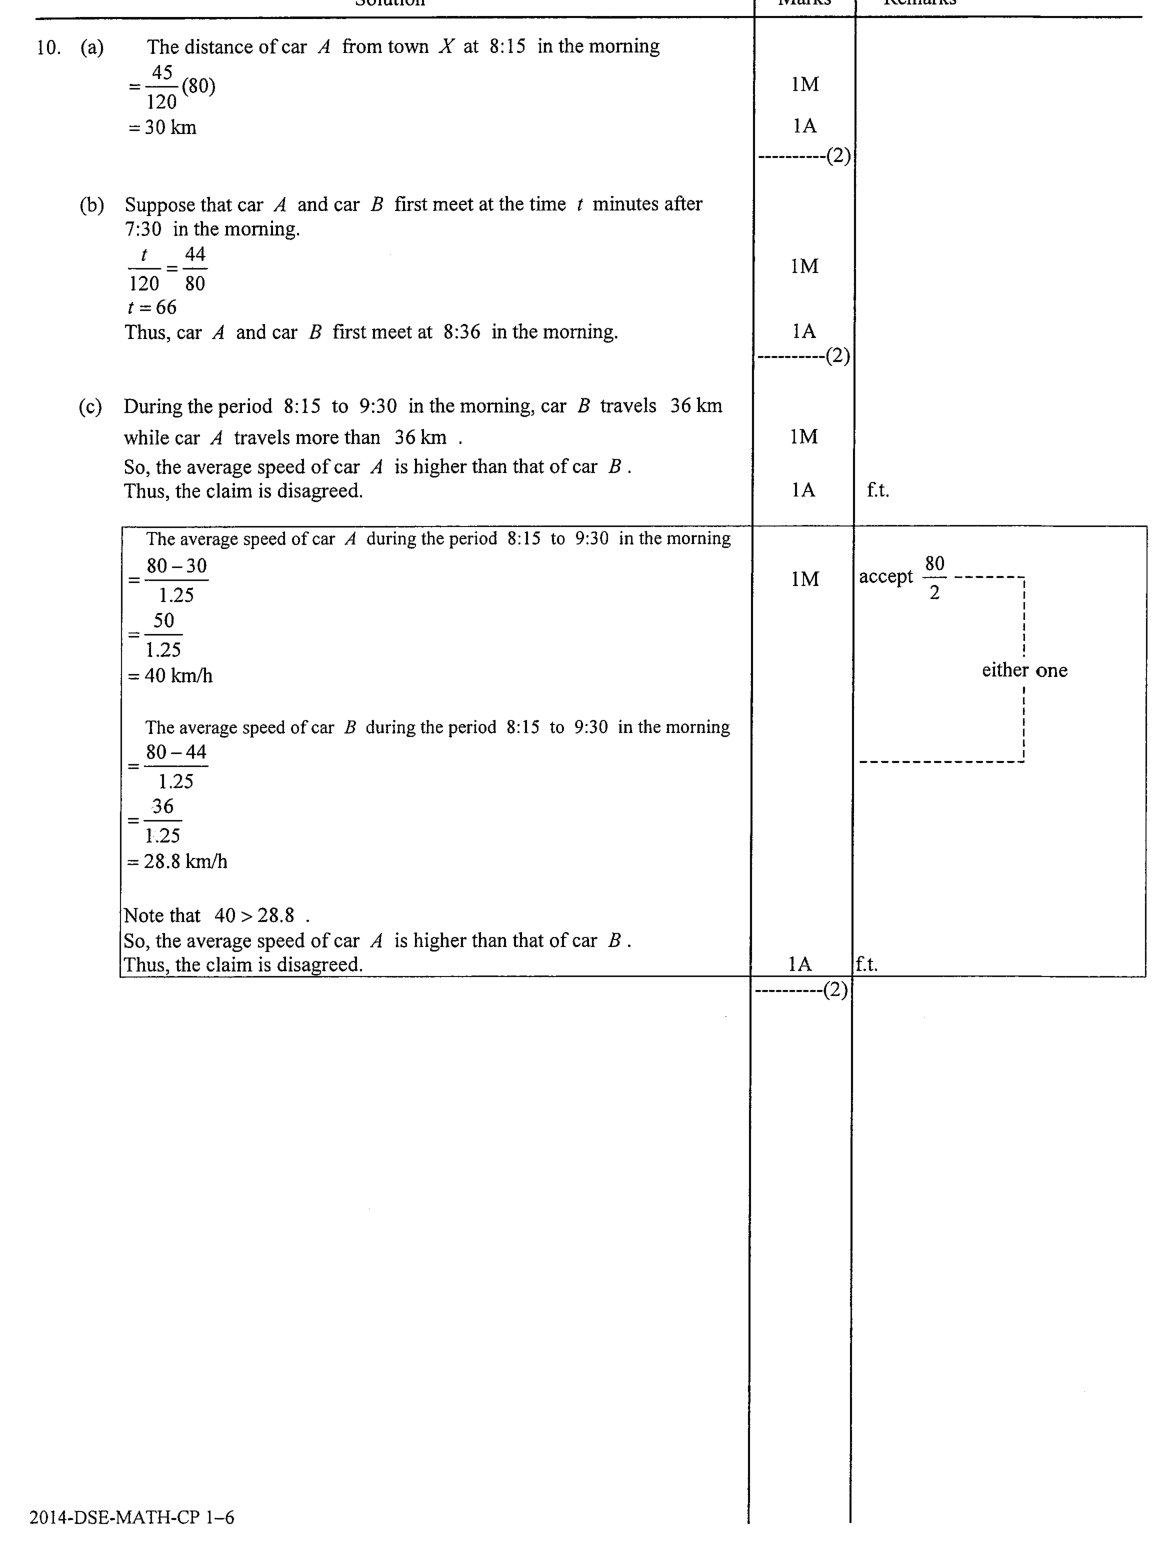 Solution Marks Remarks
10. (a) The distance of car A from town X at 8:15 in the morning
= 45/120 (80) 1M
= 30 km 1A
----------(2)
(b) Suppose that car A and car B first meet at the time t minutes after
7:30 in the morning.
t/120 = 44/80 1M
t = 66
Thus, car A and car B first meet at 8:36 in the morning. 1A
----------(2)
(c) During the period 8:15 to 9:30 in the morning, car B travels 36 km
while car A travels more than 36 km . 1M
So, the average speed of car A is higher than that of car B .
Thus, the claim is disagreed. 1A f.t.
The average speed of car A during the period 8:15 to 9:30 in the morning
= 80 – 30/1.25 1M accept 80/2
= 50/1.25
= 40 km/h either one
The average speed of car B during the period 8:15 to 9:30 in the morning
= 80 – 44/1.25
= 36/1.25
= 28.8 km/h
Note that 40 > 28.8 .
So, the average speed of car A is higher than that of car B .
Thus, the claim is disagreed. 1A f.t.
----------(2)
2014-DSE-MATH-CP 1–6